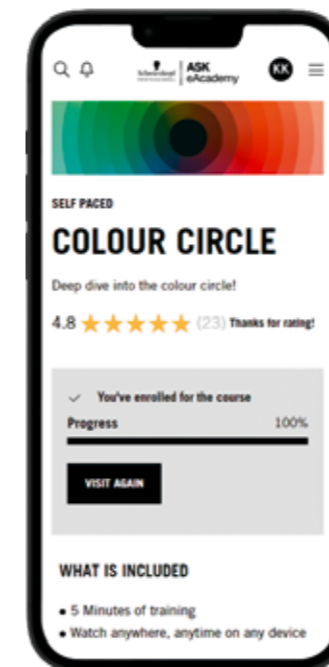 Schwarzkopf
PROFESSIONAL
ASK
eAcademy
KK
SELF PACED
COLOUR CIRCLE
Deep dive into the colour circle!
4.8 (23) Thanks for rating!
You've enrolled for the course
Progress 100%
VISIT AGAIN
WHAT IS INCLUDED
• 5 Minutes of training
• Watch anywhere, anytime on any device